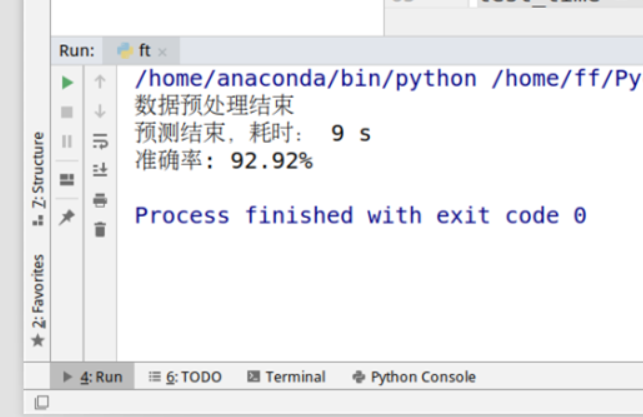 Run: ft
/home/anaconda/bin/python /home/ff/Py
数据预处理结束
预测结束，耗时： 9 s
准确率: 92.92%
Process finished with exit code 0
Z: Structure
2: Favorites
4: Run 6: TODO Terminal Python Console